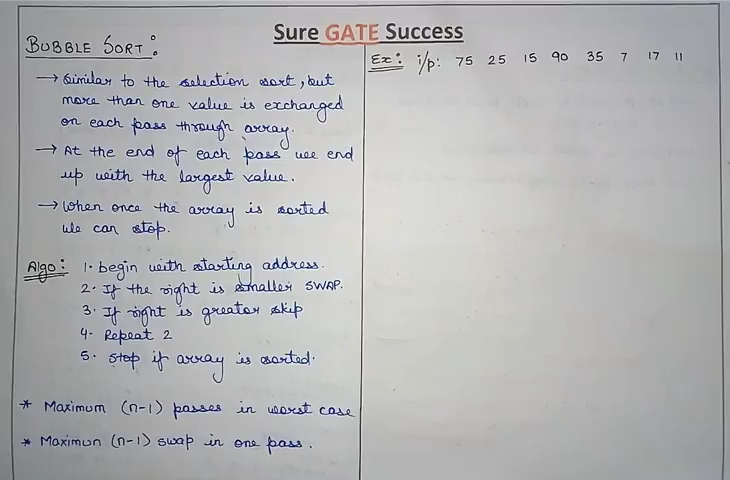 Sure GATE Success
BUBBLE SORT:
→ Similar to the selection sort, but
more than one value is exchanged
on each pass through array.
→ At the end of each pass we end
up with the largest value.
→ When once the array is sorted
we can stop.
Algo: 1. begin with starting address.
2. If the right is smaller SWAP.
3. If right is greater skip
4. Repeat 2
5. Stop if array is sorted.
* Maximum (n-1) passes in worst case
* Maximum (n-1) swap in one pass.
Ex: i/p: 75 25 15 90 35 7 17 11